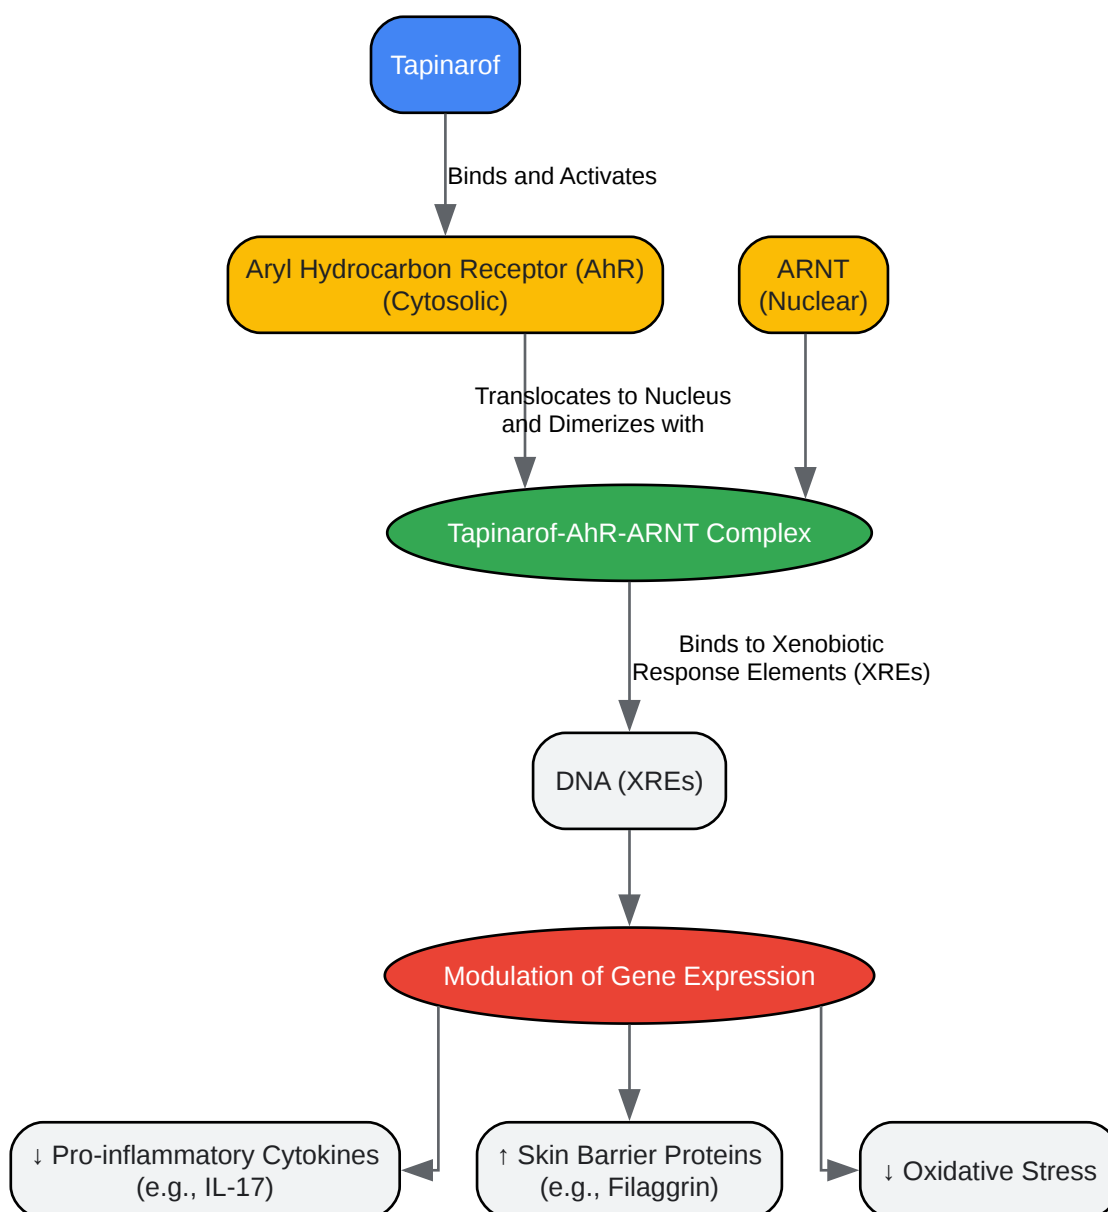 Tapinarof
Binds and Activates
Aryl Hydrocarbon Receptor (AhR)
(Cytosolic)
ARNT
(Nuclear)
Translocates to Nucleus
and Dimerizes with
Tapinarof-AhR-ARNT Complex
Binds to Xenobiotic
Response Elements (XREs)
DNA (XREs)
Modulation of Gene Expression
↓ Pro-inflammatory Cytokines
(e.g., IL-17)
↑ Skin Barrier Proteins
(e.g., Filaggrin)
↓ Oxidative Stress